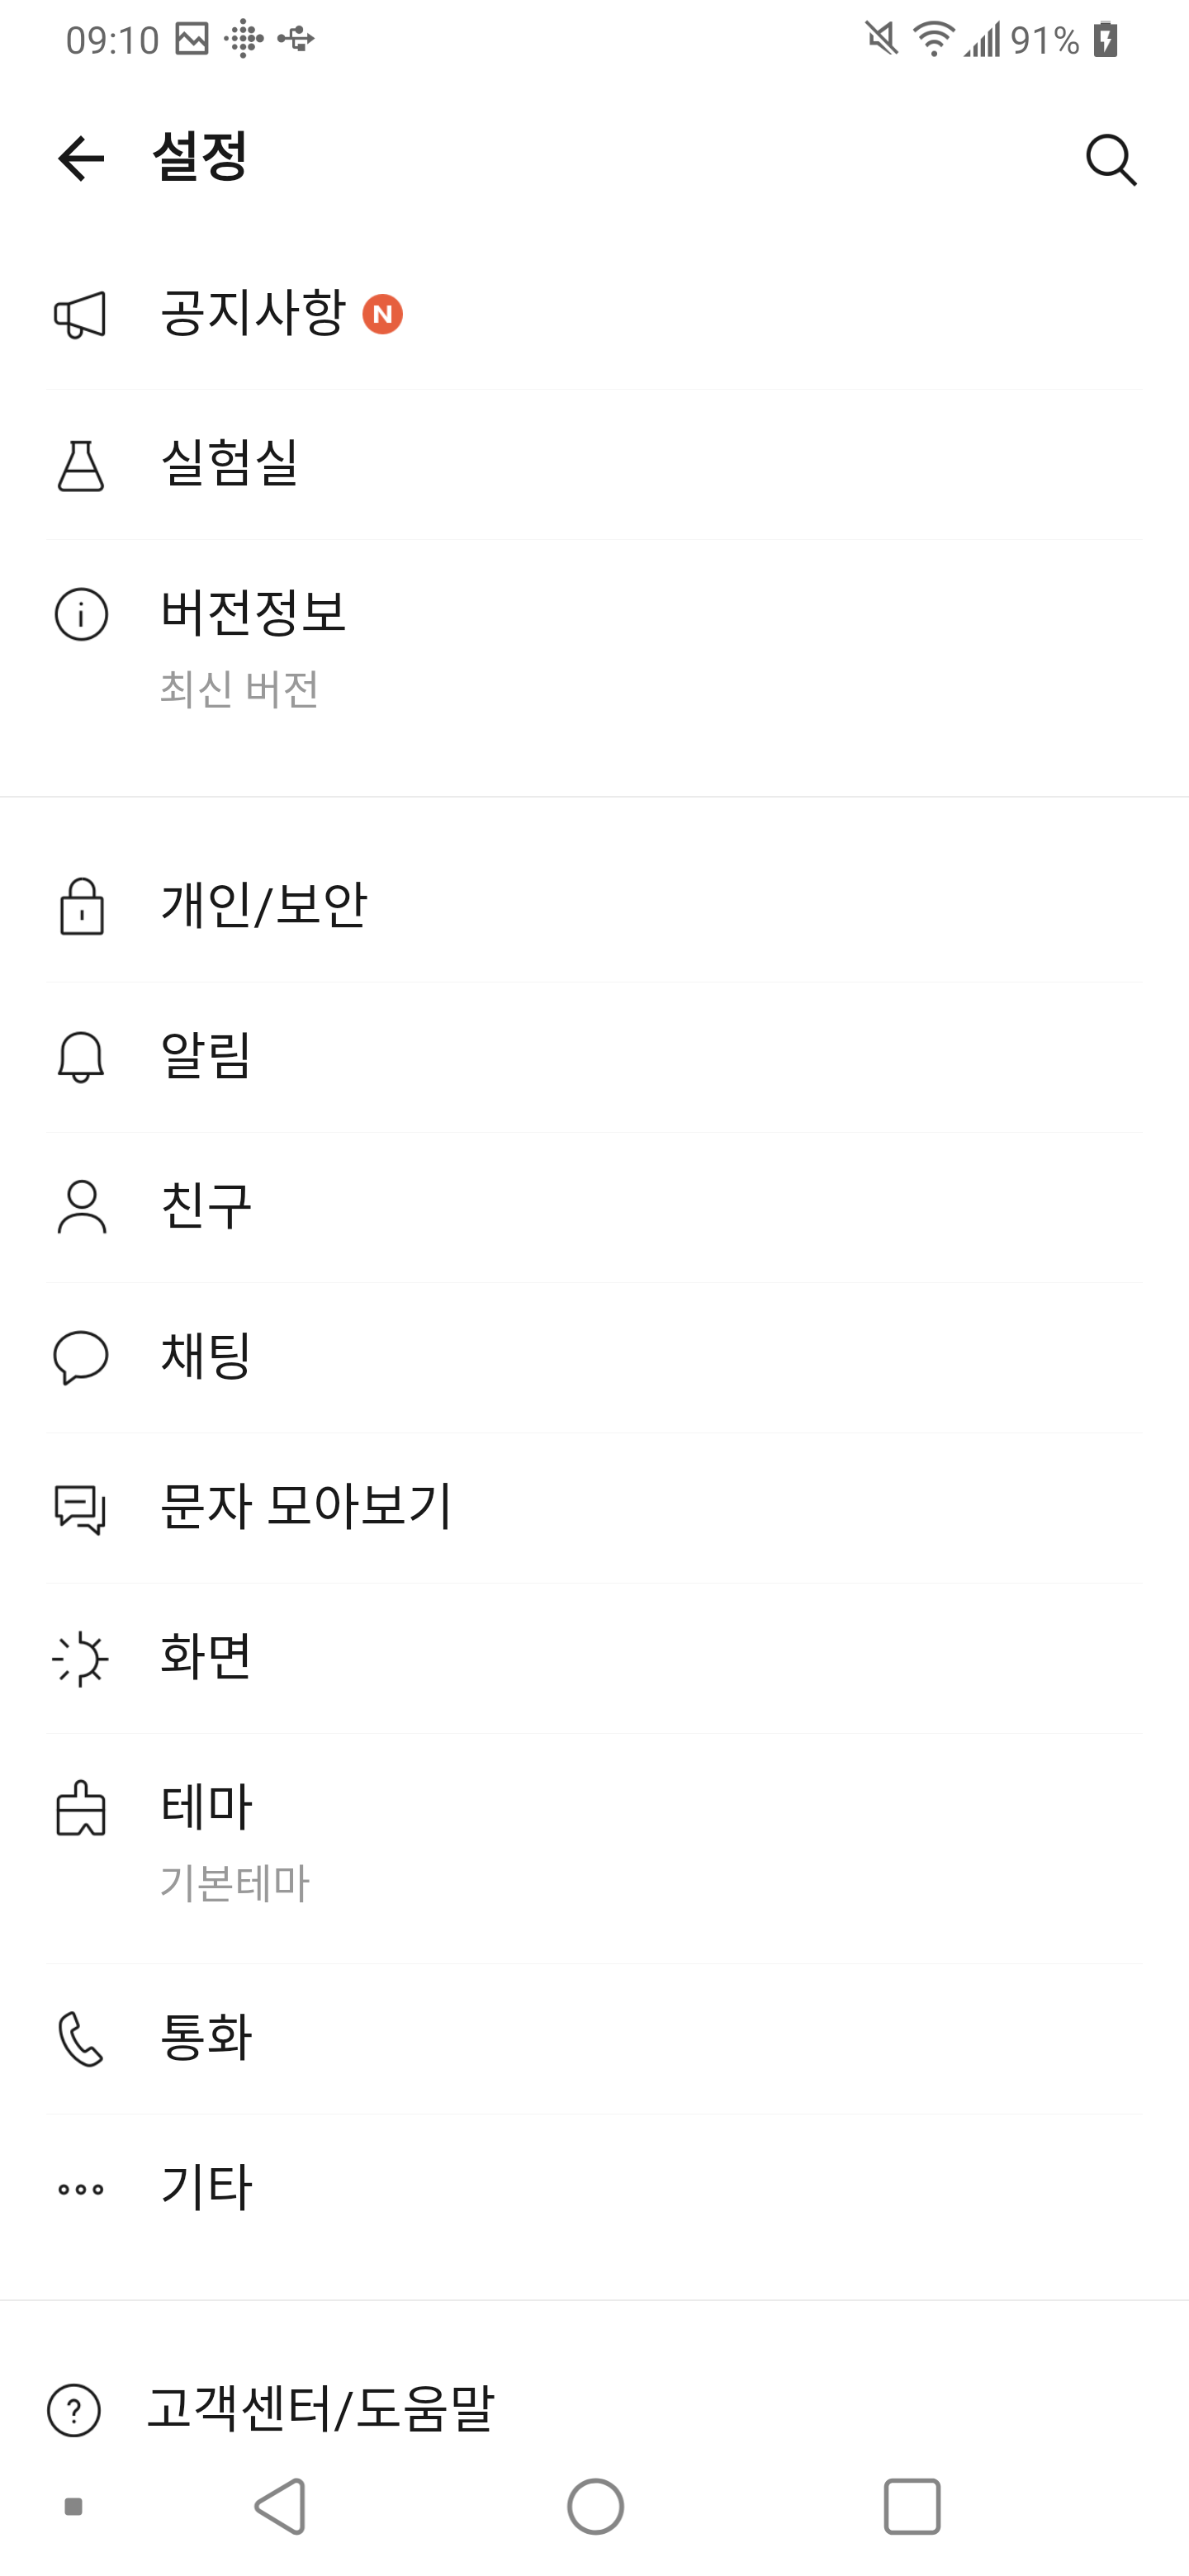 09:10 91%
설정
공지사항 N
실험실
버전정보
최신 버전
개인/보안
알림
친구
채팅
문자 모아보기
화면
테마
기본테마
통화
기타
고객센터/도움말